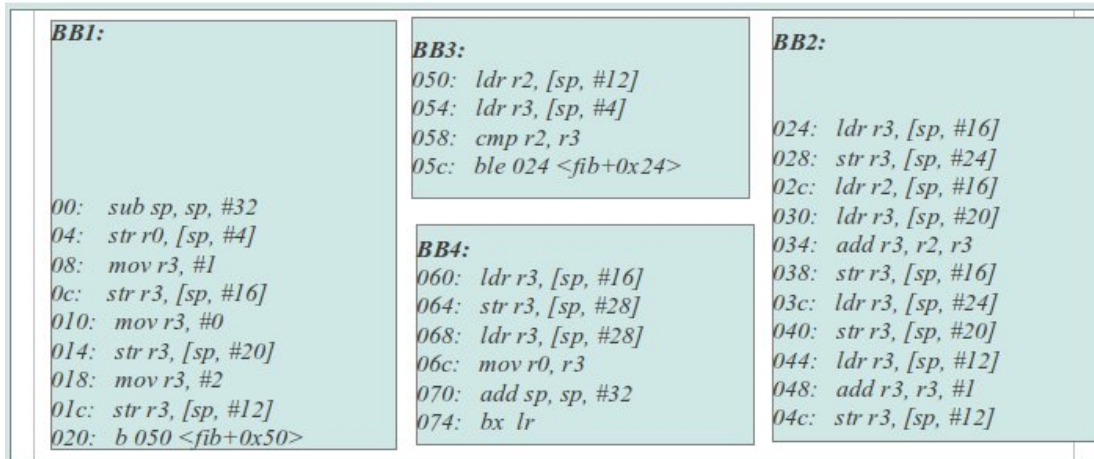 BB1:
00: sub sp, sp, #32
04: str r0, [sp, #4]
08: mov r3, #1
0c: str r3, [sp, #16]
010: mov r3, #0
014: str r3, [sp, #20]
018: mov r3, #2
01c: str r3, [sp, #12]
020: b 050 <fib+0x50>
BB3:
050: ldr r2, [sp, #12]
054: ldr r3, [sp, #4]
058: cmp r2, r3
05c: ble 024 <fib+0x24>
BB4:
060: ldr r3, [sp, #16]
064: str r3, [sp, #28]
068: ldr r3, [sp, #28]
06c: mov r0, r3
070: add sp, sp, #32
074: bx lr
BB2:
024: ldr r3, [sp, #16]
028: str r3, [sp, #24]
02c: ldr r2, [sp, #16]
030: ldr r3, [sp, #20]
034: add r3, r2, r3
038: str r3, [sp, #16]
03c: ldr r3, [sp, #24]
040: str r3, [sp, #20]
044: ldr r3, [sp, #12]
048: add r3, r3, #1
04c: str r3, [sp, #12]